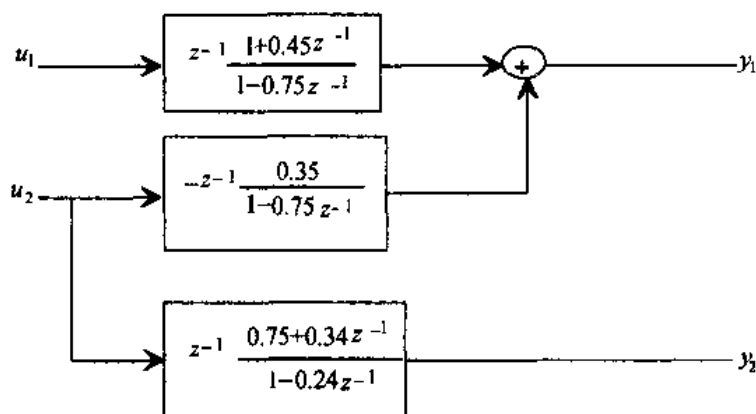 u₁ z⁻¹ 1+0.45z⁻¹ / 1−0.75z⁻¹ + y₁
u₂ −z⁻¹ 0.35 / 1−0.75z⁻¹
z⁻¹ 0.75+0.34z⁻¹ / 1−0.24z⁻¹ y₂